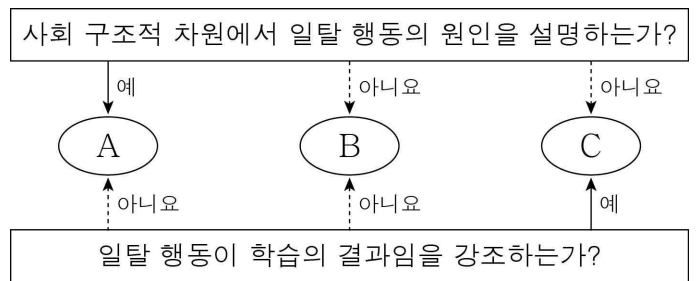 사회 구조적 차원에서 일탈 행동의 원인을 설명하는가?
예 아니요 아니요
A B C
아니요 아니요 예
일탈 행동이 학습의 결과임을 강조하는가?